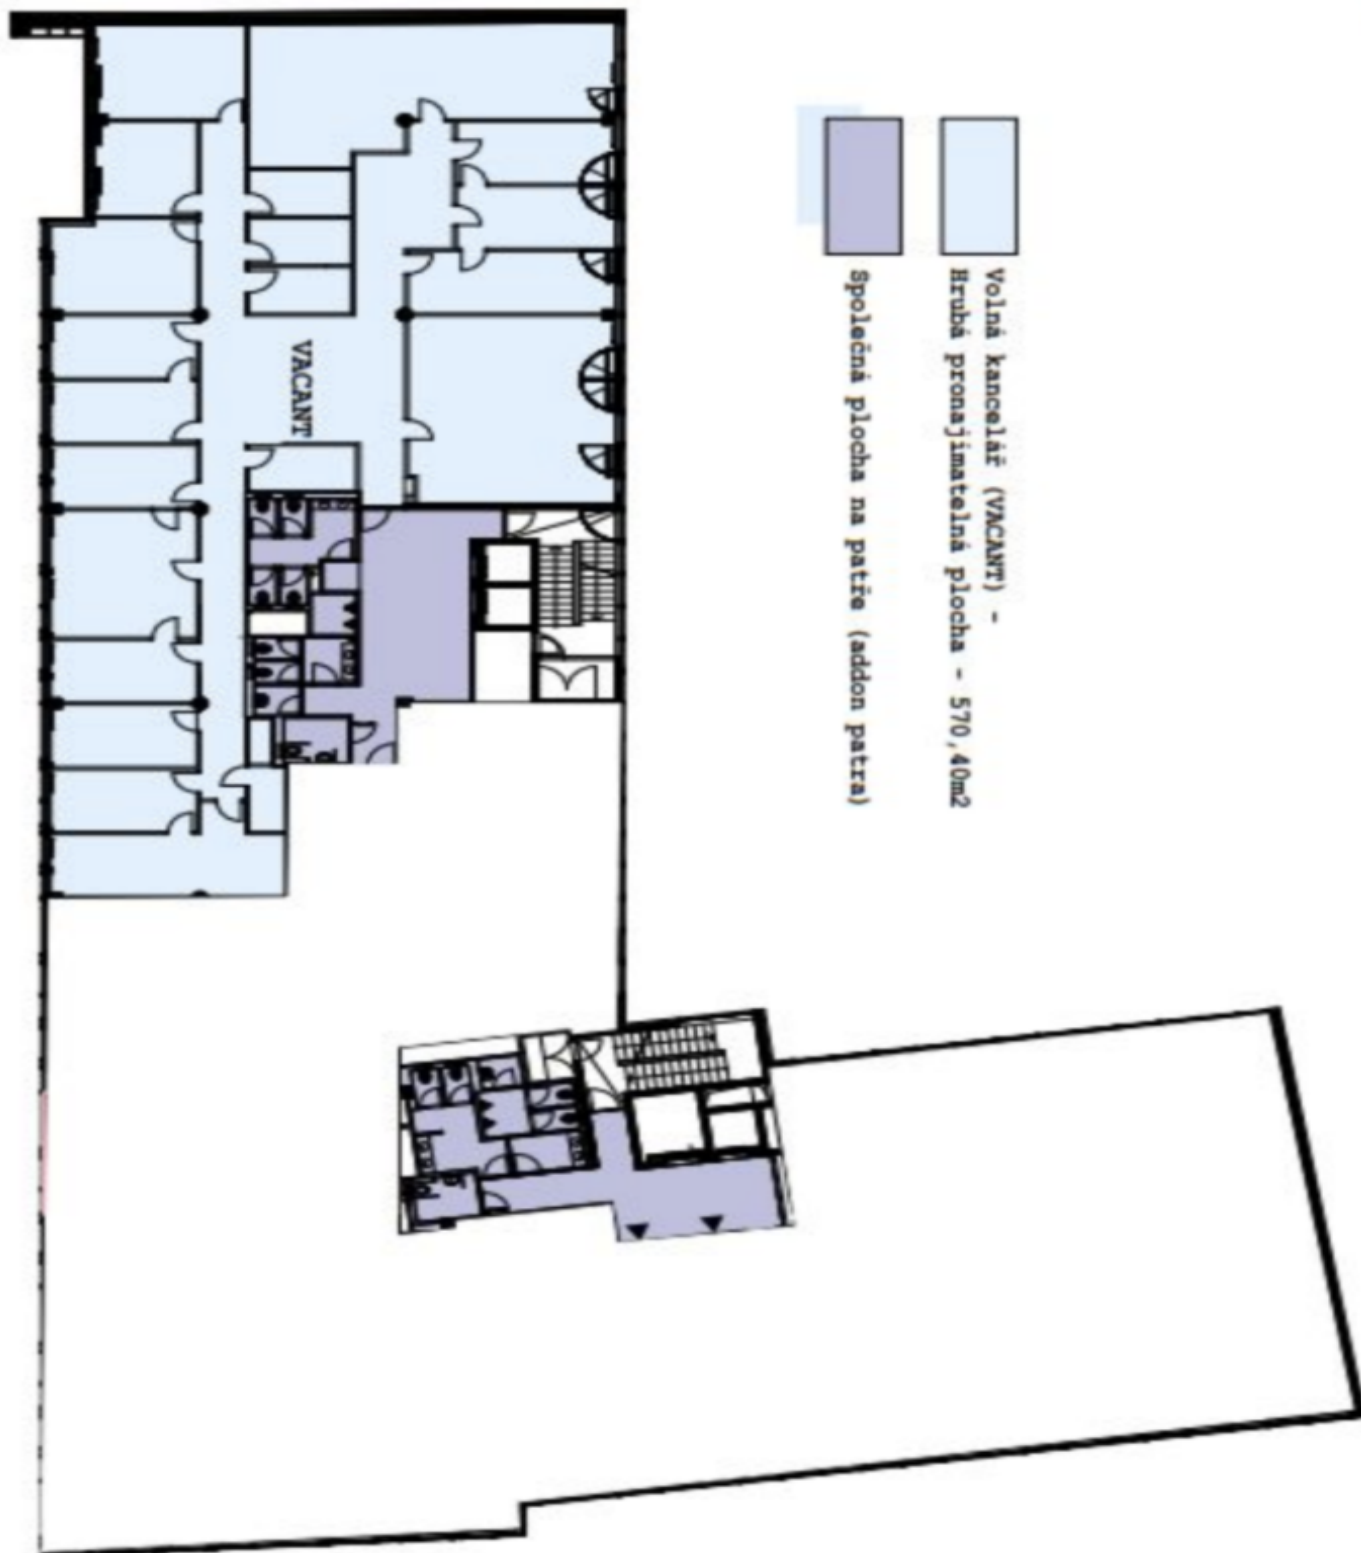 Volná kancelář (VACANT) -
Hrubá pronajímatelná plocha - 570,40m2
Společná plocha na patře (addon patra)
VACANT